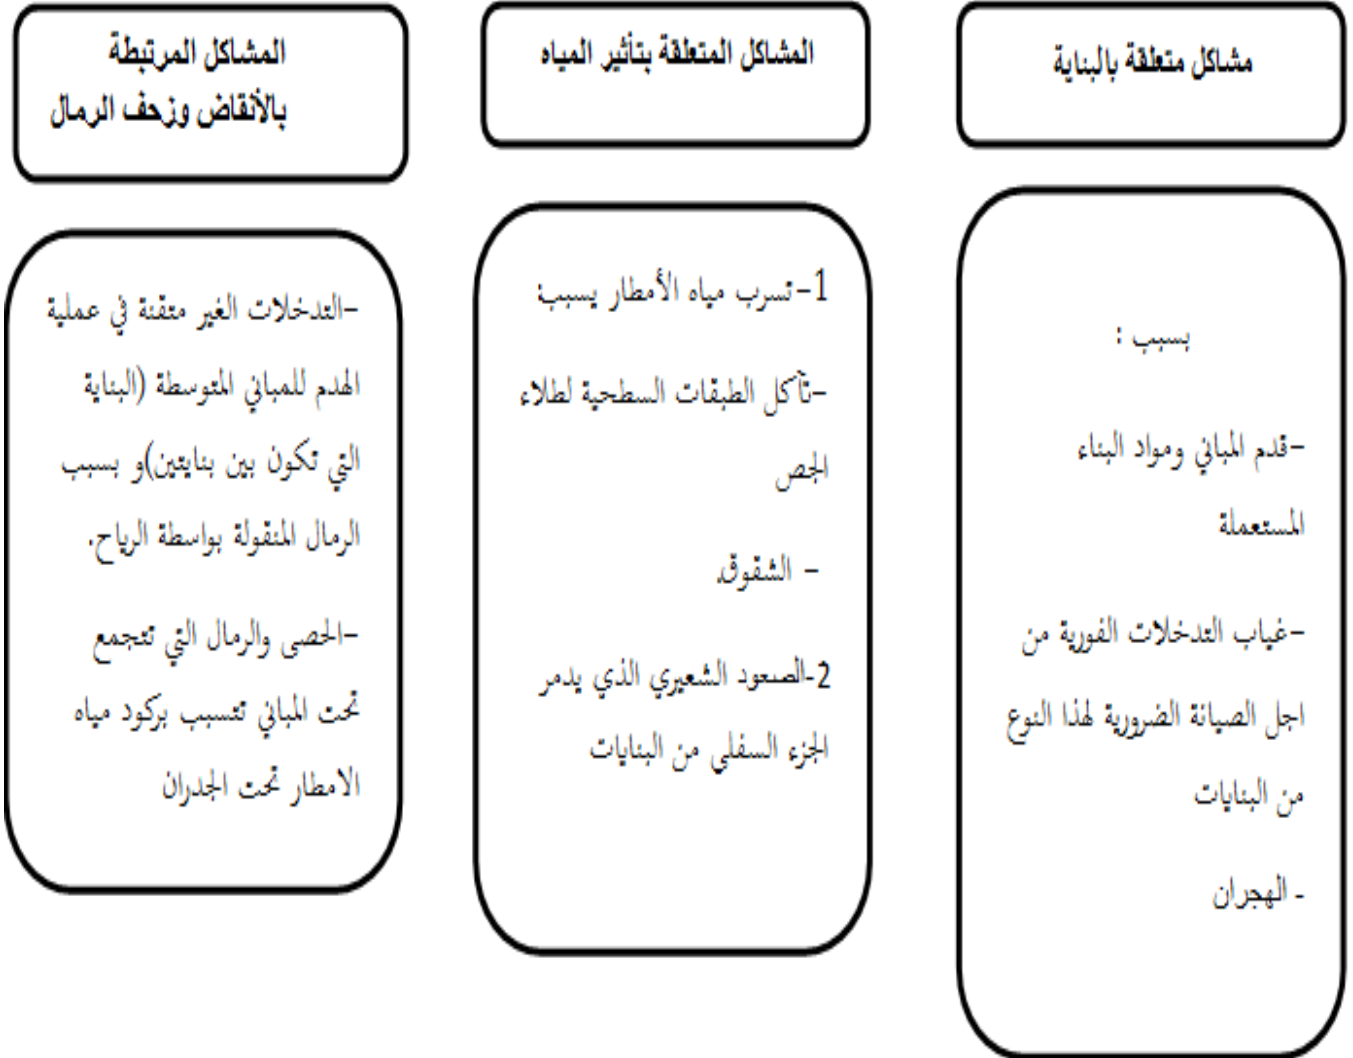 مشاكل متعلقة بالبناية
بسبب :
-قدم المباني ومواد البناء
المستعملة
-غياب التدخلات الفورية من
اجل الصيانة الضرورية لهذا النوع
من البنايات
- الهجران
المشاكل المتعلقة بتأثير المياه
1-تسرب مياه الأمطار يسبب:
-تآكل الطبقات السطحية لطلاء
الجص
- الشقوق.
2-الصعود الشعيري الذي يدمر
الجزء السفلي من البنايات
المشاكل المرتبطة
بالأنقاض وزحف الرمال
-التدخلات الغير متقنة في عملية
الهدم للمباني المتوسطة (البناية
التي تكون بين بنايتين)و بسبب
الرمال المنقولة بواسطة الرياح.
-الحصى والرمال التي تتجمع
تحت المباني تتسبب بركود مياه
الامطار تحت الجدران